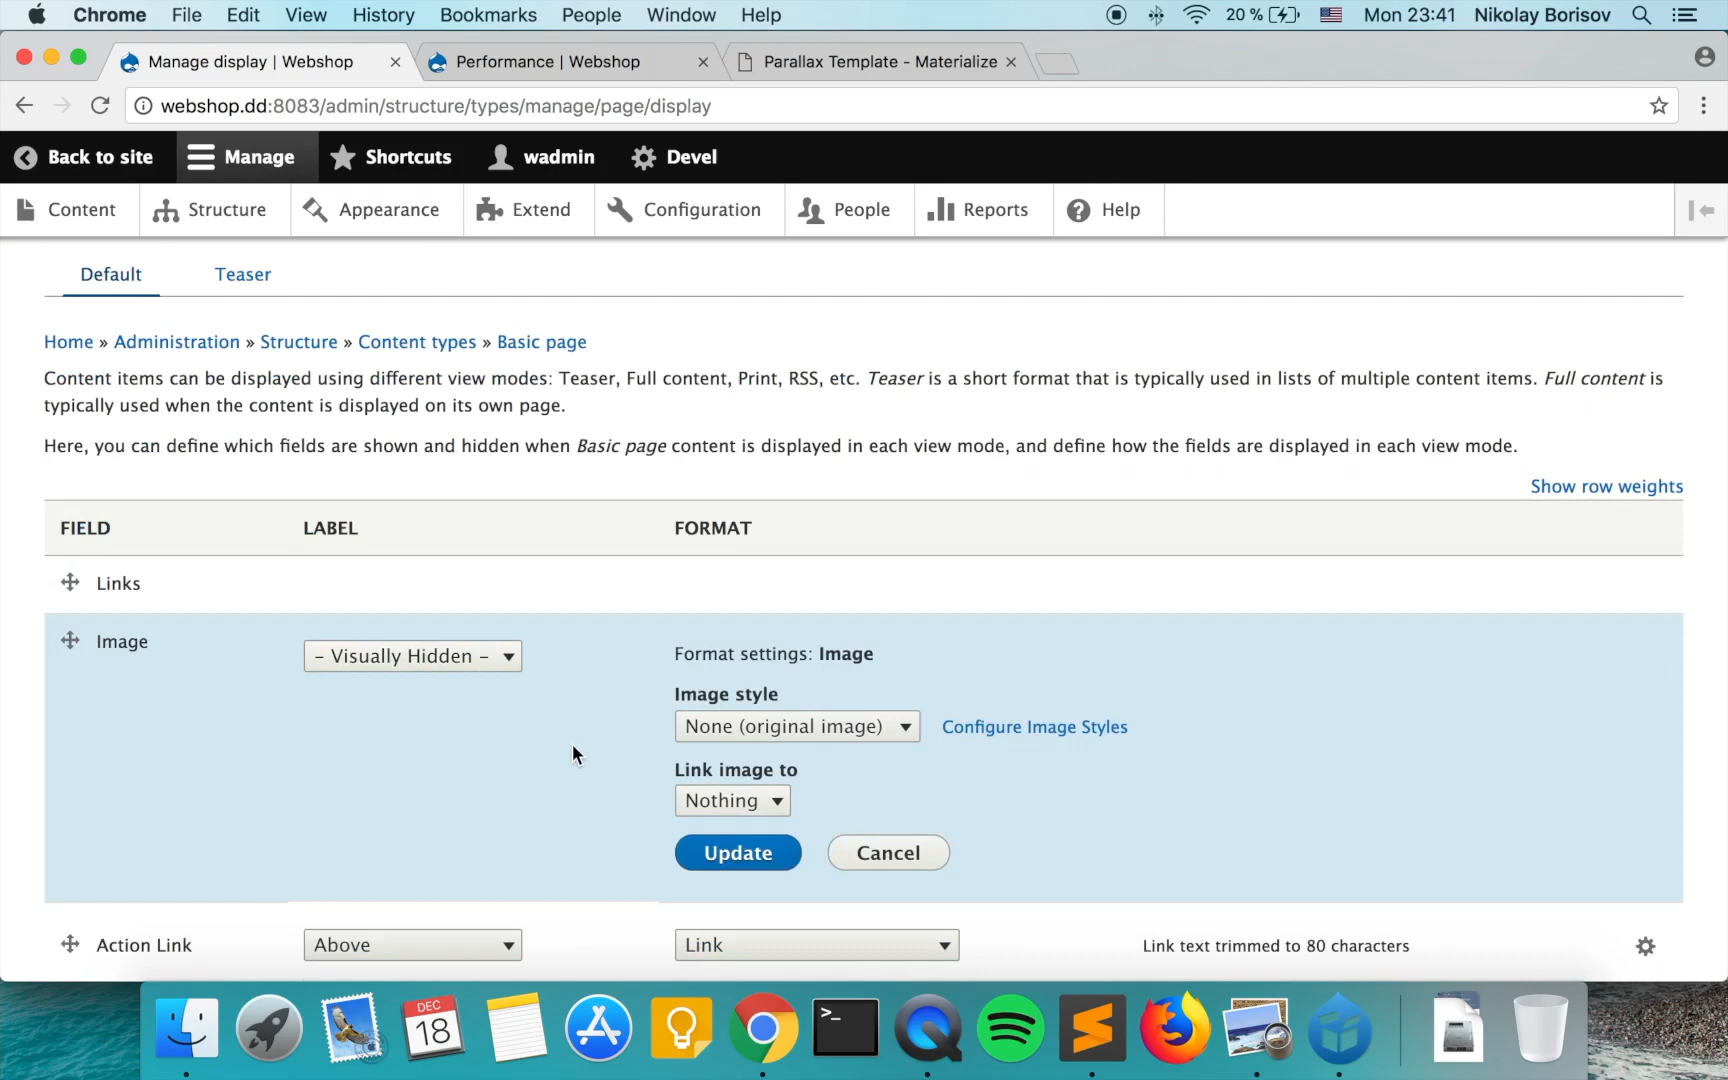 Chrome File Edit View History Bookmarks People Window Help 20 % Mon 23:41 Nikolay Borisov
Manage display | Webshop Performance | Webshop Parallax Template - Materialize
webshop.dd:8083/admin/structure/types/manage/page/display
Back to site Manage Shortcuts wadmin Devel
Content Structure Appearance Extend Configuration People Reports Help
Default Teaser
Home » Administration » Structure » Content types » Basic page
Content items can be displayed using different view modes: Teaser, Full content, Print, RSS, etc. Teaser is a short format that is typically used in lists of multiple content items. Full content is
typically used when the content is displayed on its own page.
Here, you can define which fields are shown and hidden when Basic page content is displayed in each view mode, and define how the fields are displayed in each view mode.
Show row weights
FIELD LABEL FORMAT
Links
Image - Visually Hidden - Format settings: Image
Image style
None (original image) Configure Image Styles
Link image to
Nothing
Update Cancel
Action Link Above Link Link text trimmed to 80 characters
DEC
18